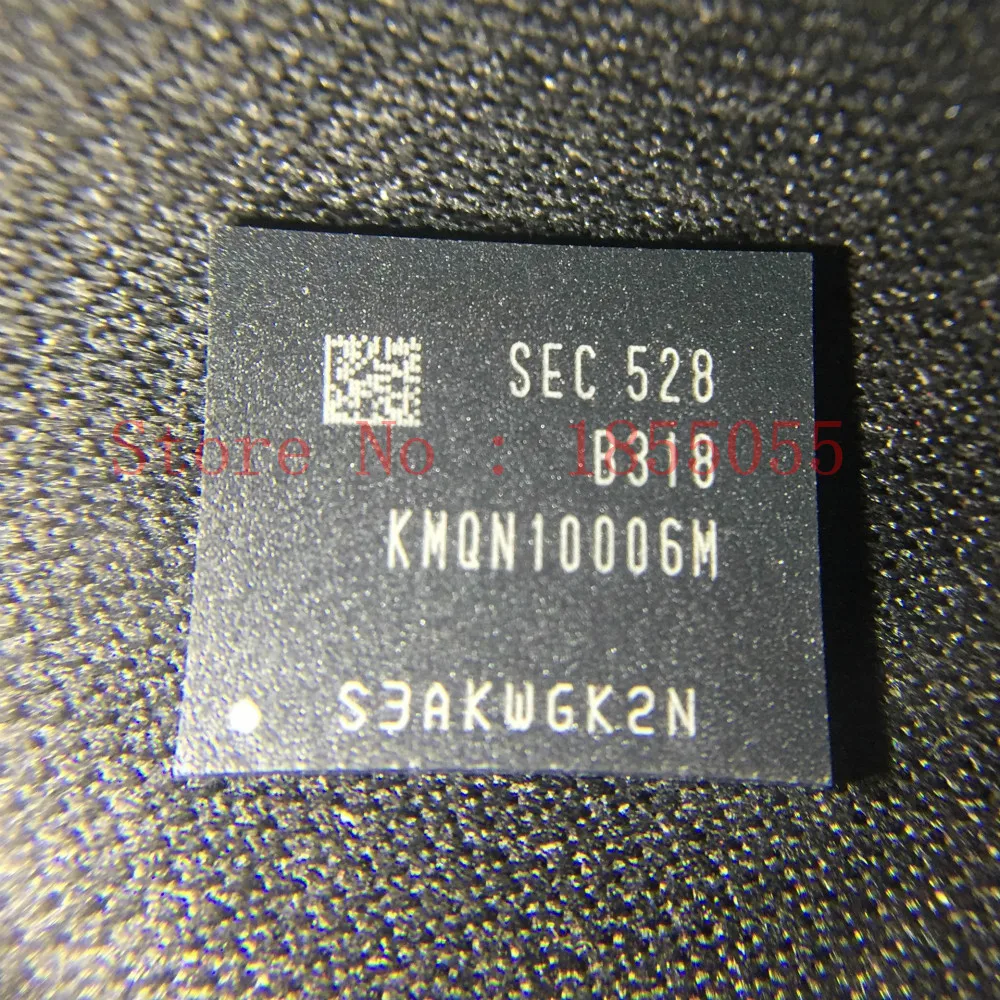 SEC 528
Store No : 1855055
B318
KMQN10006M
S3AKWGK2N